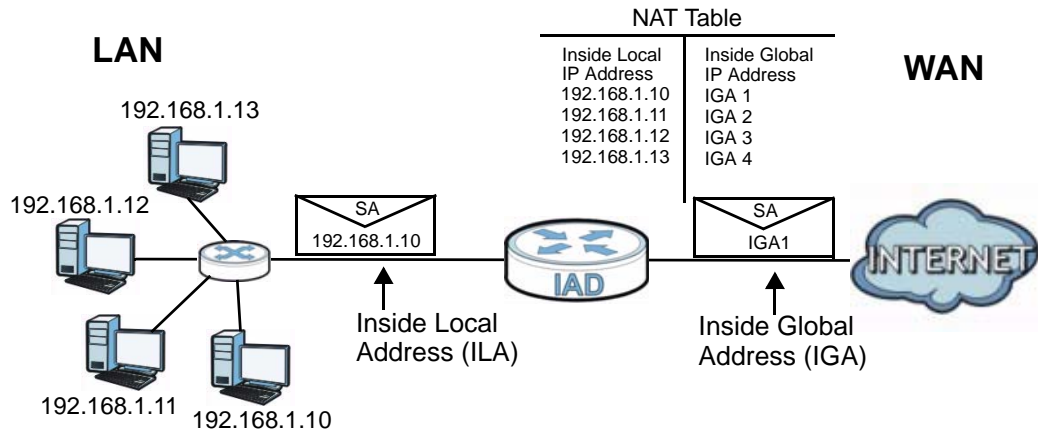 NAT Table
LAN
WAN
Inside Local
IP Address
192.168.1.10
192.168.1.11
192.168.1.12
192.168.1.13
Inside Global
IP Address
IGA 1
IGA 2
IGA 3
IGA 4
192.168.1.13
192.168.1.12
192.168.1.11
192.168.1.10
SA
192.168.1.10
IAD
SA
IGA1
INTERNET
Inside Local
Address (ILA)
Inside Global
Address (IGA)